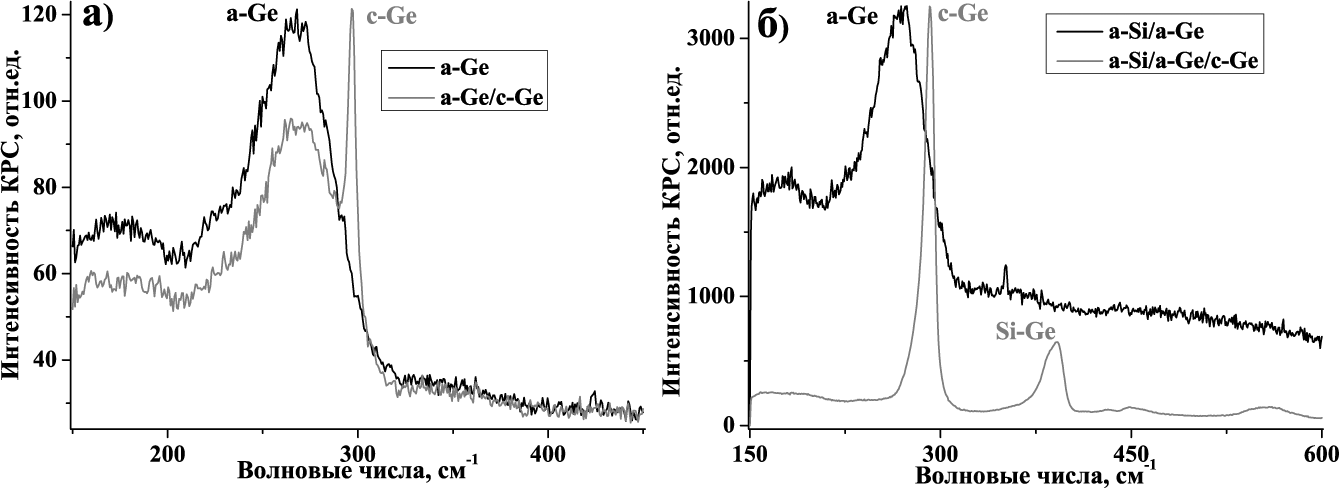 а)
a-Ge
c-Ge
a-Ge
a-Ge/c-Ge
Интенсивность КРС, отн.ед.
120
100
80
60
40
200
300
400
Волновые числа, см-1
б)
a-Ge
c-Ge
a-Si/a-Ge
a-Si/a-Ge/c-Ge
Si-Ge
Интенсивность КРС, отн.ед.
3000
2000
1000
0
150
300
450
600
Волновые числа, см-1